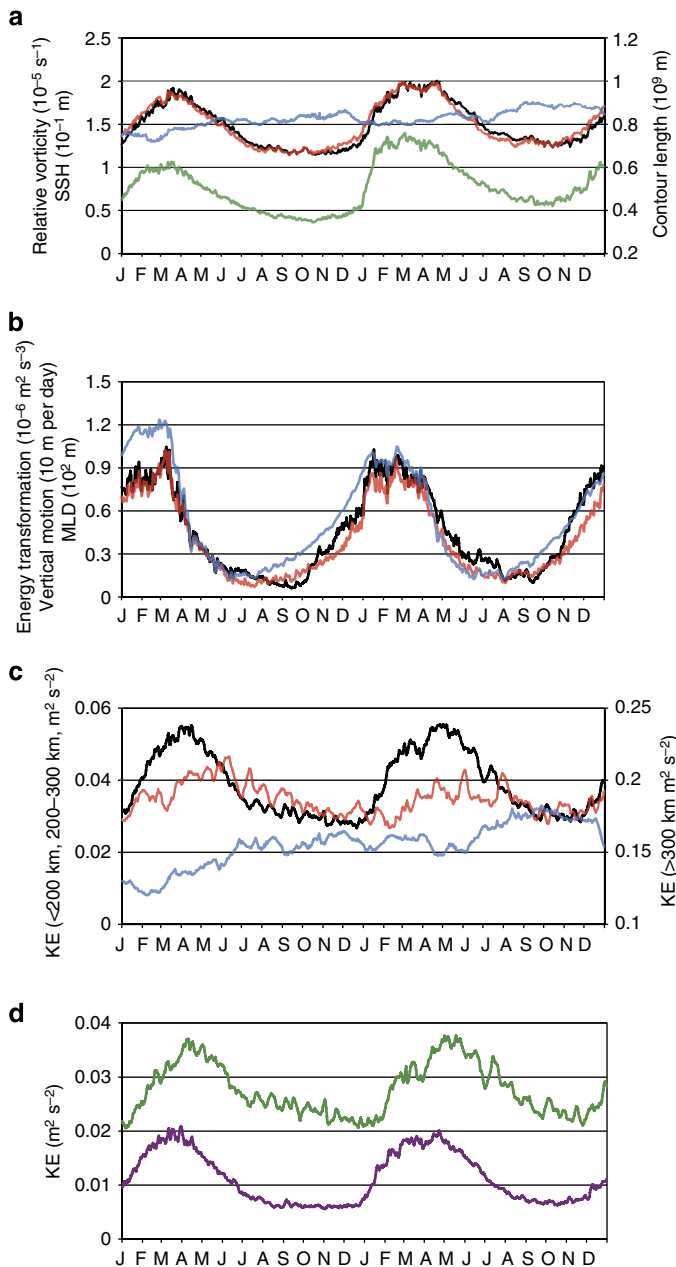 a
Relative vorticity (10⁻⁵ s⁻¹)
SSH (10⁻¹ m)
2.5
2
1.5
1
0.5
0
1.2
1
0.8
0.6
0.4
0.2
Contour length (10⁹ m)
J F M A M J J A S O N D J F M A M J J A S O N D
b
Energy transformation (10⁻⁶ m² s⁻³)
Vertical motion (10 m per day)
MLD (10² m)
1.5
1.2
0.9
0.6
0.3
0
J F M A M J J A S O N D J F M A M J J A S O N D
c
KE (<200 km, 200–300 km, m² s⁻²)
0.06
0.04
0.02
0
0.25
0.2
0.15
0.1
KE (>300 km m² s⁻²)
J F M A M J J A S O N D J F M A M J J A S O N D
d
KE (m² s⁻²)
0.04
0.03
0.02
0.01
0
J F M A M J J A S O N D J F M A M J J A S O N D